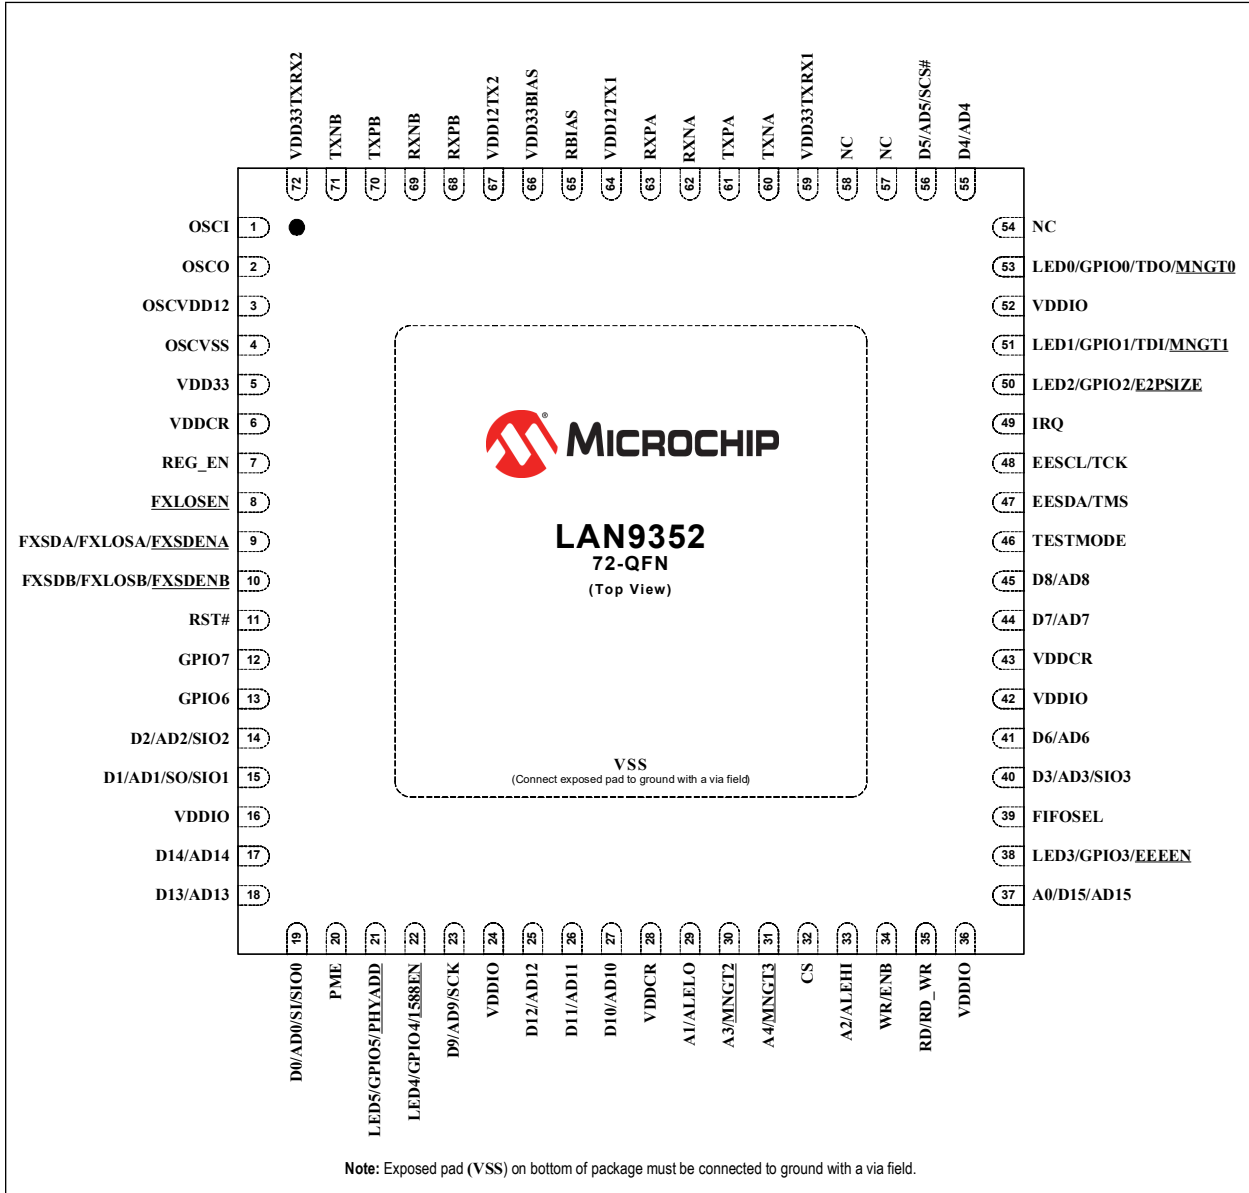 VDD33TXRX2
TXNB
TXPB
RXNB
RXPB
VDD12TX2
VDD33BIAS
RBIAS
VDD12TX1
RXPA
RXNA
TXPA
TXNA
VDD33TXRX1
NC
NC
D5/AD5/SCS#
D4/AD4
72
71
70
69
68
67
66
65
64
63
62
61
60
59
58
57
56
55
OSCI 1
OSCO 2
OSCVDD12 3
OSCVSS 4
VDD33 5
VDDCR 6
REG_EN 7
FXLOSEN 8
FXSDA/FXLOSA/FXSDENA 9
FXSDB/FXLOSB/FXSDENB 10
RST# 11
GPIO7 12
GPIO6 13
D2/AD2/SIO2 14
D1/AD1/SO/SIO1 15
VDDIO 16
D14/AD14 17
D13/AD13 18
MICROCHIP
®
LAN9352
72-QFN
(Top View)
VSS
(Connect exposed pad to ground with a via field)
54 NC
53 LED0/GPIO0/TDO/MNGT0
52 VDDIO
51 LED1/GPIO1/TDI/MNGT1
50 LED2/GPIO2/E2PSIZE
49 IRQ
48 EESCL/TCK
47 EESDA/TMS
46 TESTMODE
45 D8/AD8
44 D7/AD7
43 VDDCR
42 VDDIO
41 D6/AD6
40 D3/AD3/SIO3
39 FIFOSEL
38 LED3/GPIO3/EEEEN
37 A0/D15/AD15
19
20
21
22
23
24
25
26
27
28
29
30
31
32
33
34
35
36
D0/AD0/SI/SIO0
PME
LED5/GPIO5/PHYADD
LED4/GPIO4/1588EN
D9/AD9/SCK
VDDIO
D12/AD12
D11/AD11
D10/AD10
VDDCR
A1/ALELO
A3/MNGT2
A4/MNGT3
CS
A2/ALEHI
WR/ENB
RD/RD_WR
VDDIO
Note: Exposed pad (VSS) on bottom of package must be connected to ground with a via field.